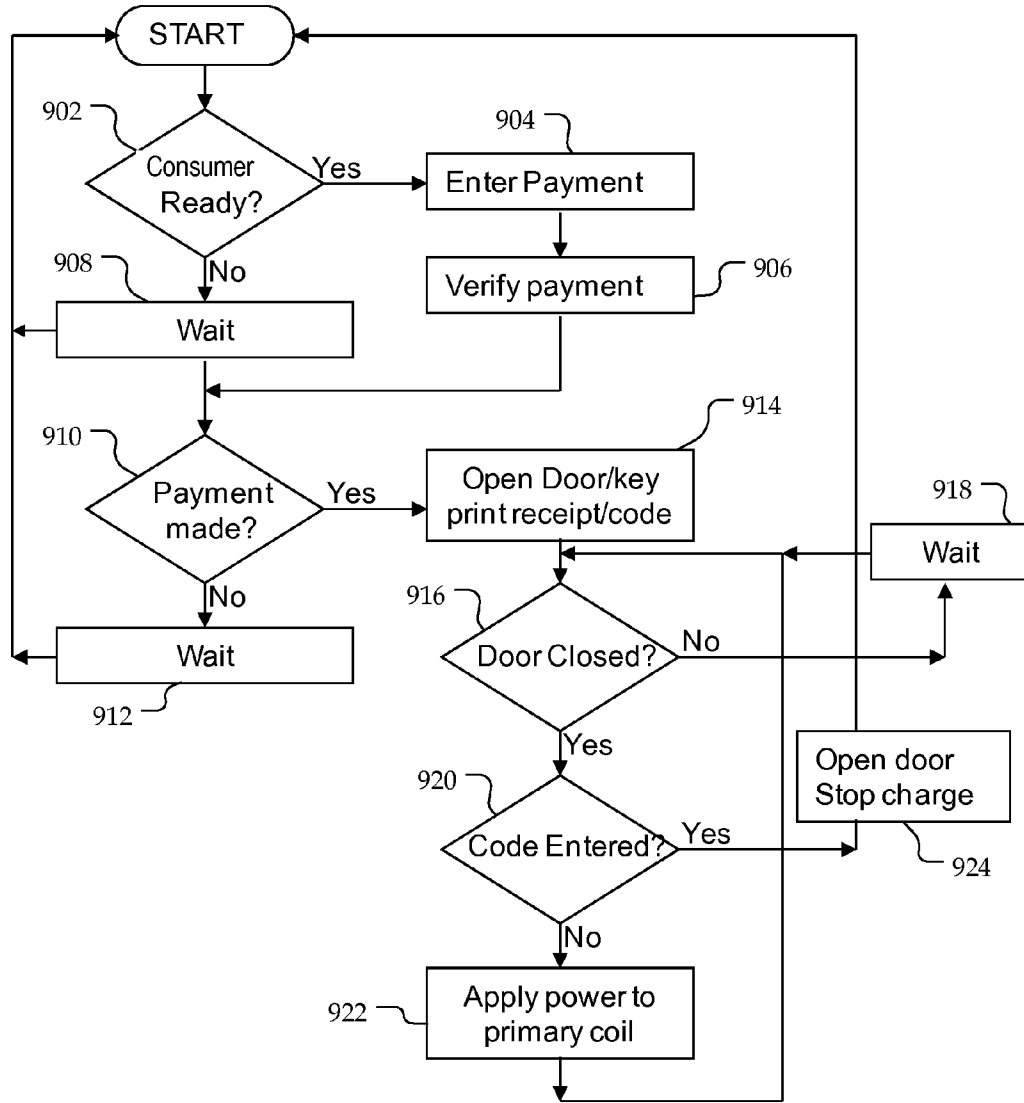 START
902
Consumer
Ready?
Yes
904
Enter Payment
No
908
Wait
Verify payment
906
910
Payment
made?
Yes
914
Open Door/key
print receipt/code
918
Wait
No
Wait
912
916
Door Closed?
No
Yes
920
Code Entered?
Yes
Open door
Stop charge
924
No
922
Apply power to
primary coil